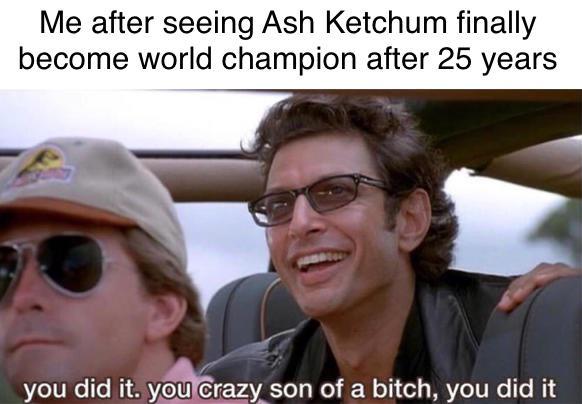 Me after seeing Ash Ketchum finally
become world champion after 25 years
you did it. you crazy son of a bitch, you did it